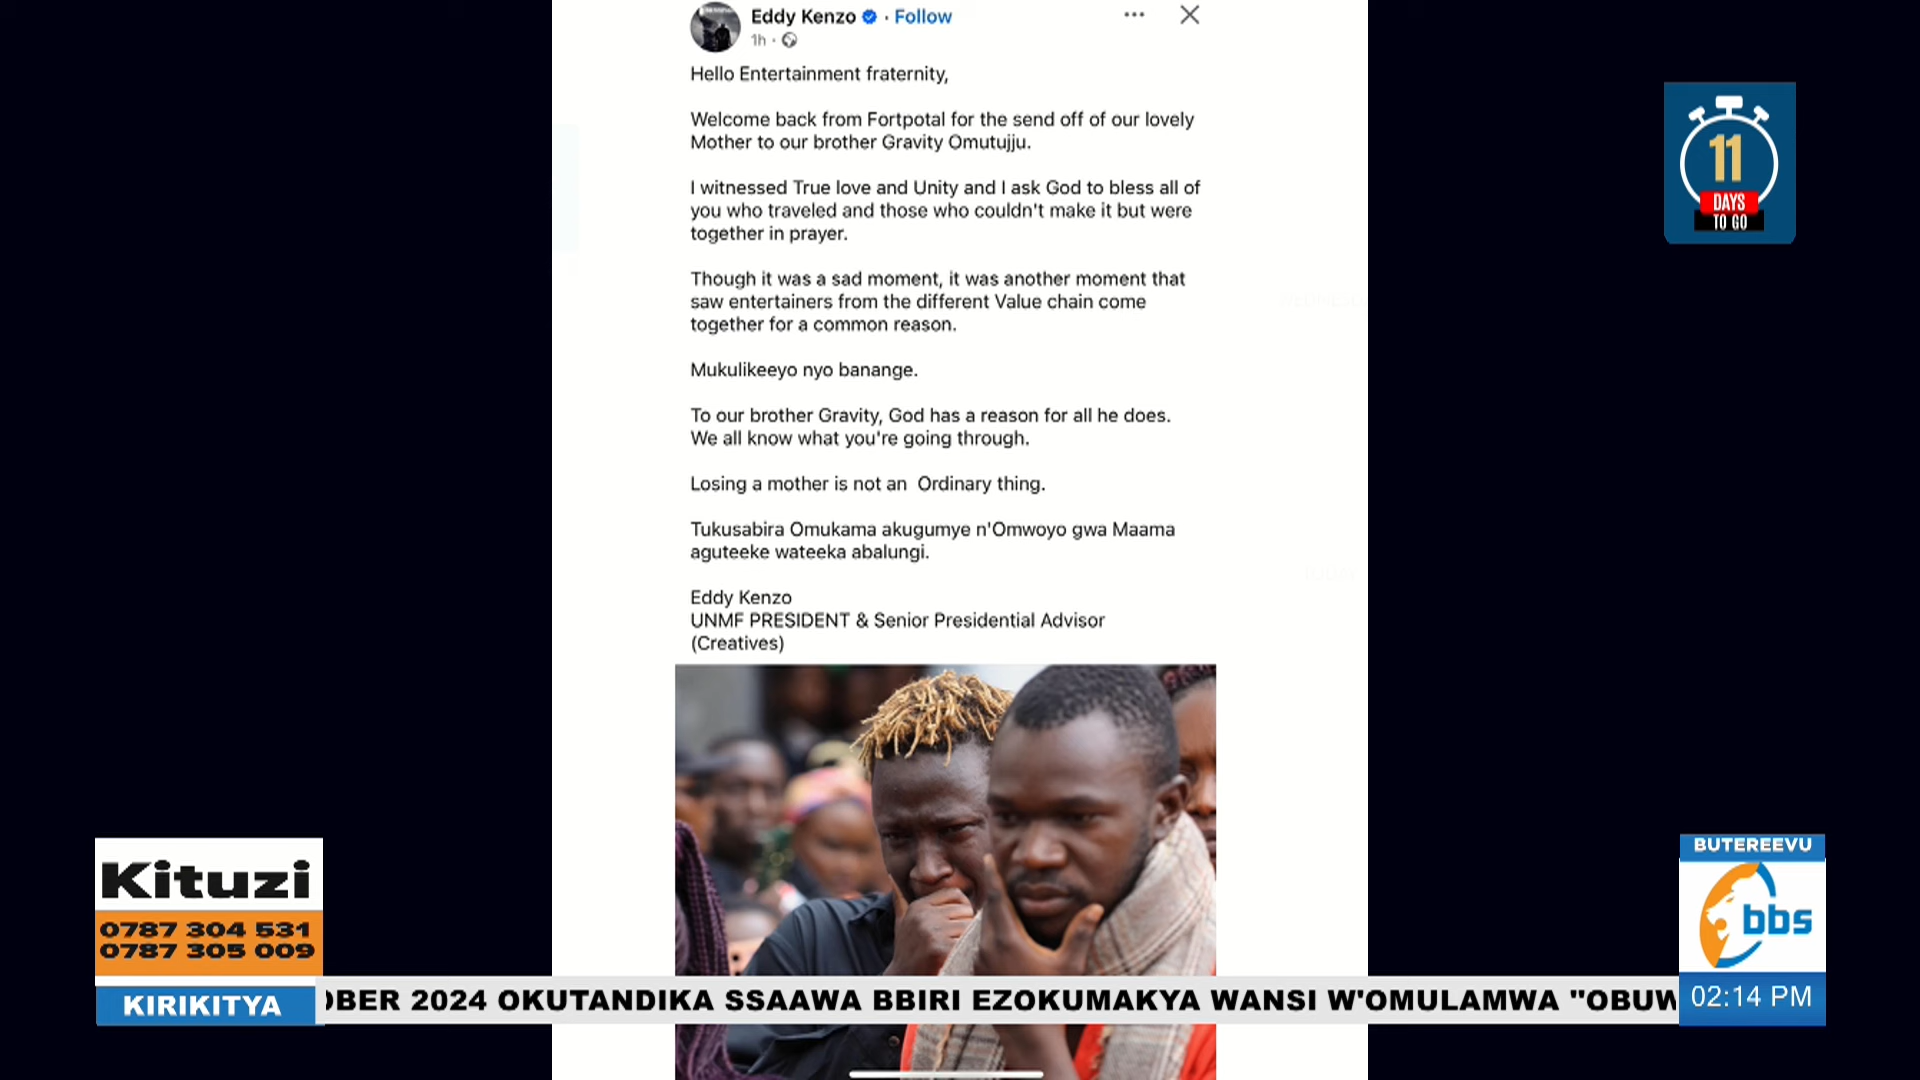 Eddy Kenzo · Follow
1h ·
Hello Entertainment fraternity,
Welcome back from Fortpotal for the send off of our lovely
Mother to our brother Gravity Omutujju.
I witnessed True love and Unity and I ask God to bless all of
you who traveled and those who couldn't make it but were
together in prayer.
Though it was a sad moment, it was another moment that
saw entertainers from the different Value chain come
together for a common reason.
Mukulikeeyo nyo banange.
To our brother Gravity, God has a reason for all he does.
We all know what you're going through.
Losing a mother is not an  Ordinary thing.
Tukusabira Omukama akugumye n'Omwoyo gwa Maama
aguteeke wateeka abalungi.
Eddy Kenzo
UNMF PRESIDENT & Senior Presidential Advisor
(Creatives)
11
DAYS
TO GO
Kituzi
0787 304 531
0787 305 009
KIRIKITYA
OBER 2024 OKUTANDIKA SSAAWA BBIRI EZOKUMAKYA WANSI W'OMULAMWA "OBUW
BUTEREEVU
bbs
02:14 PM